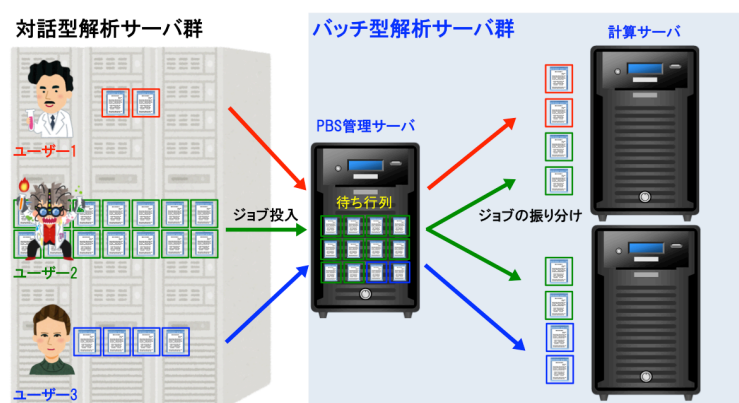 対話型解析サーバ群
バッチ型解析サーバ群
計算サーバ
PBS管理サーバ
ユーザー1
待ち行列
ジョブ投入
ジョブの振り分け
ユーザー2
ユーザー3